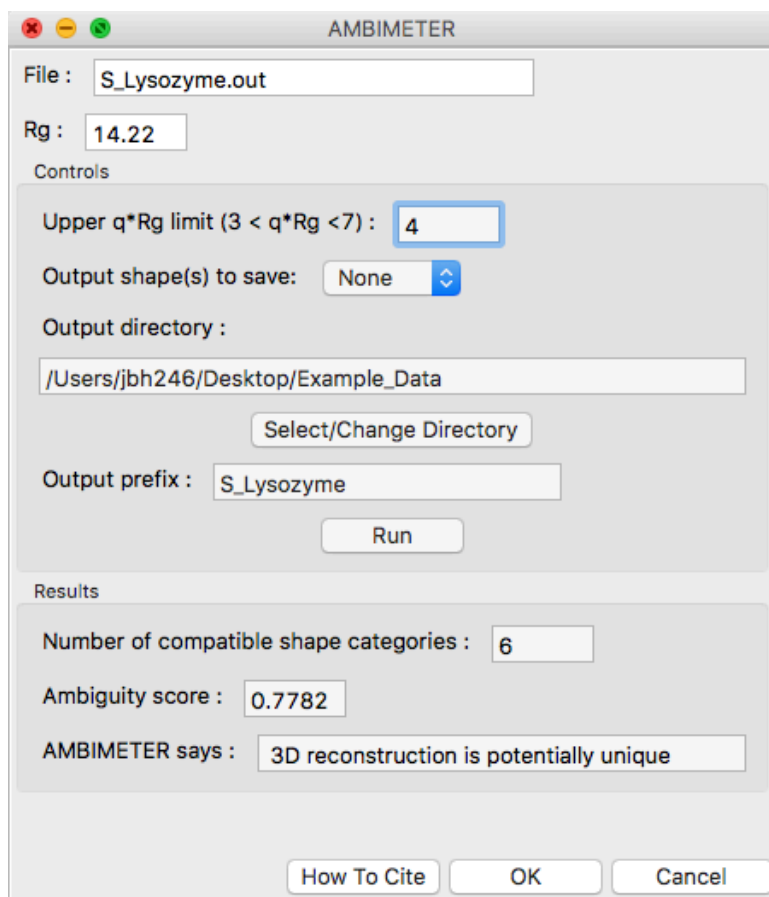 AMBIMETER
File : S_Lysozyme.out
Rg : 14.22
Controls
Upper q*Rg limit (3 < q*Rg <7) : 4
Output shape(s) to save: None
Output directory :
/Users/jbh246/Desktop/Example_Data
Select/Change Directory
Output prefix : S_Lysozyme
Run
Results
Number of compatible shape categories : 6
Ambiguity score : 0.7782
AMBIMETER says : 3D reconstruction is potentially unique
How To Cite OK Cancel